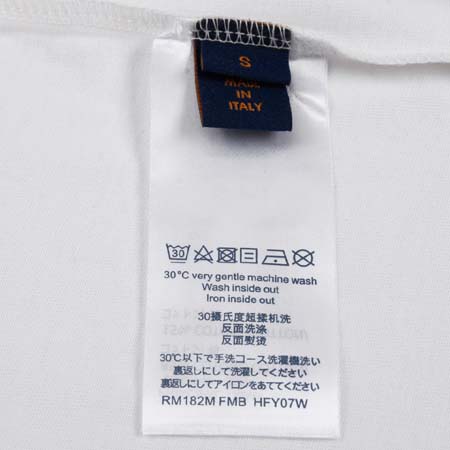 S
MADE
IN
ITALY
30
30°C very gentle machine wash
Wash inside out
Iron inside out
30摄氏度超揉机洗
反面洗涤
反面熨烫
30℃以下で手洗コース洗濯機洗い
裏返しにして洗濯してください
裏返しにしてアイロンをあててください
RM182M FMB HFY07W